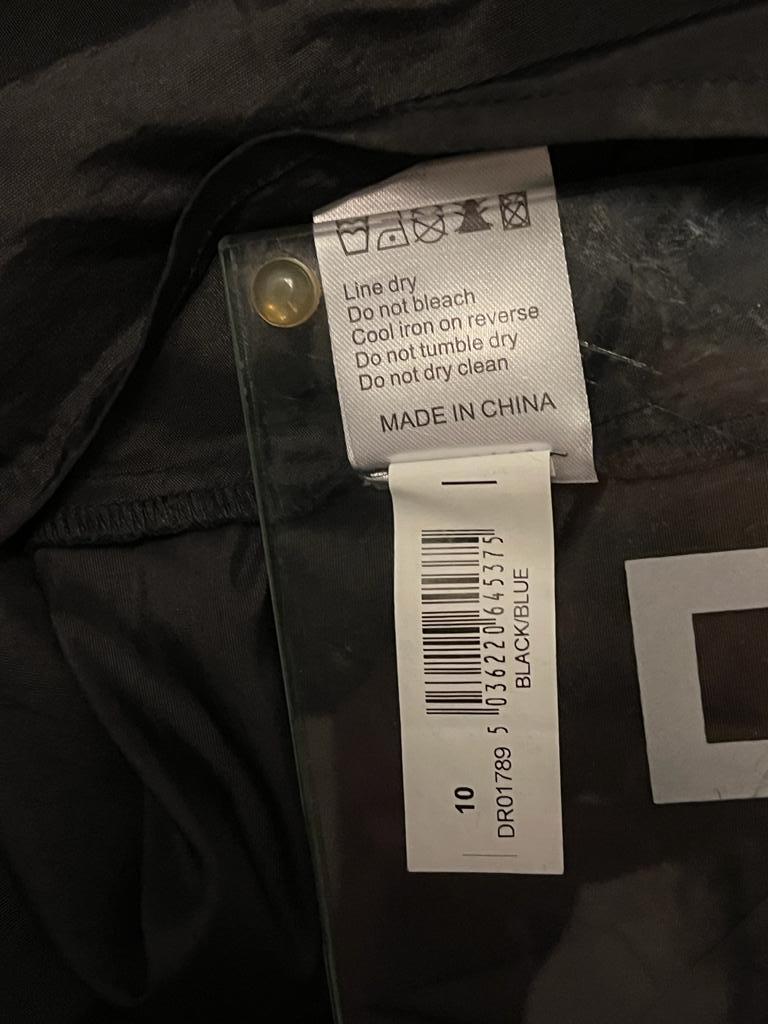 Line dry
Do not bleach
Cool iron on reverse
Do not tumble dry
Do not dry clean
MADE IN CHINA
10
DR01789
5 036220 645375
BLACK/BLUE